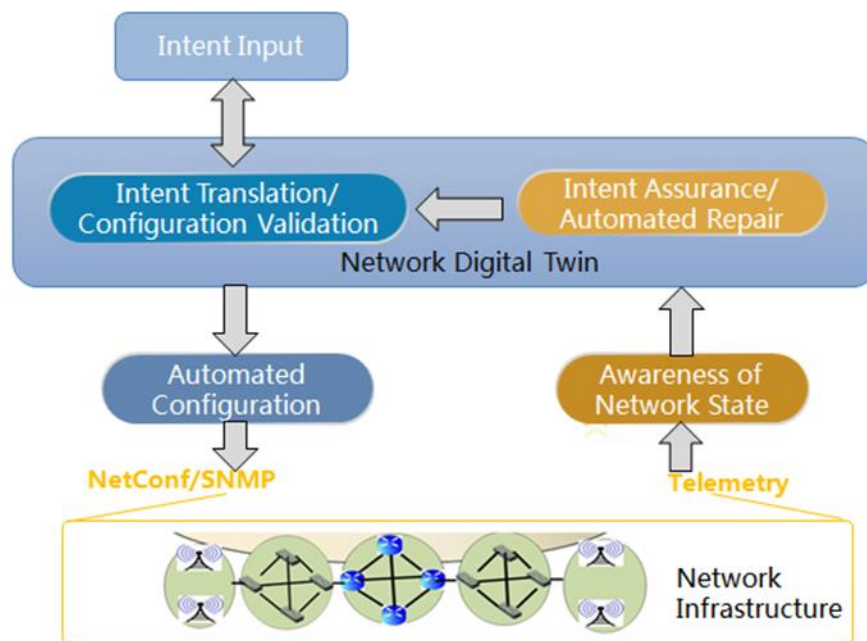 Intent Input
Intent Translation/
Configuration Validation
Intent Assurance/
Automated Repair
Network Digital Twin
Automated
Configuration
Awareness of
Network State
NetConf/SNMP
Telemetry
Network
Infrastructure